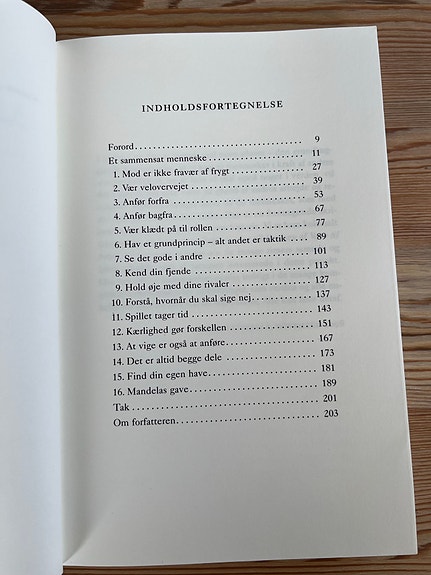 INDHOLDSFORTEGNELSE
Forord. . . . . . . . . . . . . . . . . . . . . . . . . . . . . . . . . . . 9
Et sammensat menneske . . . . . . . . . . . . . . . . . . . . 11
1. Mod er ikke fravær af frygt . . . . . . . . . . . . . . . 27
2. Vær velovervejet . . . . . . . . . . . . . . . . . . . . . . . . 39
3. Anfør forfra . . . . . . . . . . . . . . . . . . . . . . . . . . . 53
4. Anfør bagfra . . . . . . . . . . . . . . . . . . . . . . . . . . . 67
5. Vær klædt på til rollen . . . . . . . . . . . . . . . . . . . 77
6. Hav et grundprincip – alt andet er taktik . . . . 89
7. Se det gode i andre . . . . . . . . . . . . . . . . . . . . . . 101
8. Kend din fjende . . . . . . . . . . . . . . . . . . . . . . . . 113
9. Hold øje med dine rivaler . . . . . . . . . . . . . . . . 127
10. Forstå, hvornår du skal sige nej. . . . . . . . . . . . 137
11. Spillet tager tid . . . . . . . . . . . . . . . . . . . . . . . . 143
12. Kærlighed gør forskellen . . . . . . . . . . . . . . . . . 151
13. At vige er også at anføre. . . . . . . . . . . . . . . . . . 167
14. Det er altid begge dele . . . . . . . . . . . . . . . . . . 173
15. Find din egen have. . . . . . . . . . . . . . . . . . . . . . 181
16. Mandelas gave. . . . . . . . . . . . . . . . . . . . . . . . . 189
Tak . . . . . . . . . . . . . . . . . . . . . . . . . . . . . . . . . . . . 201
Om forfatteren. . . . . . . . . . . . . . . . . . . . . . . . . . . 203